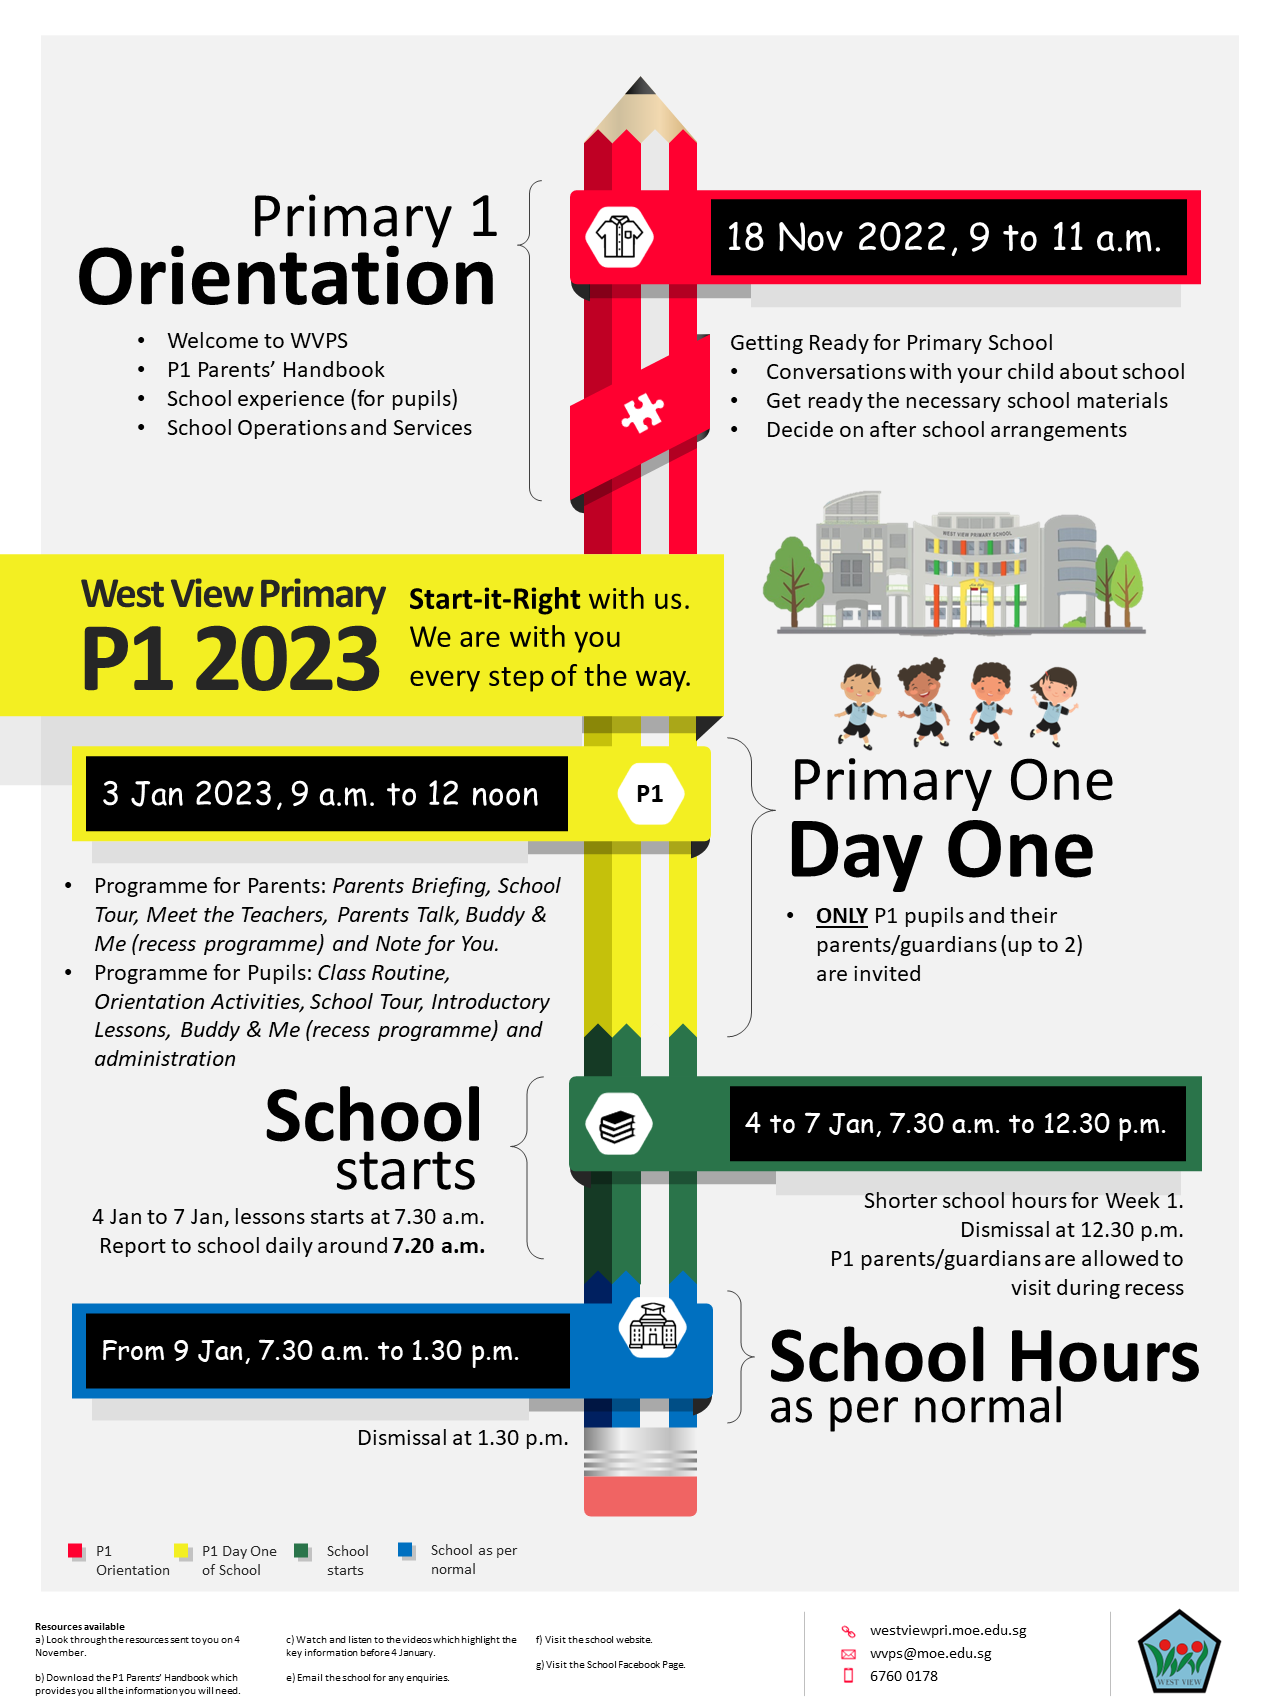 Primary 1
Orientation
18 Nov 2022, 9 to 11 a.m.
• Welcome to WVPS
• P1 Parents’ Handbook
• School experience (for pupils)
• School Operations and Services
Getting Ready for Primary School
• Conversations with your child about school
• Get ready the necessary school materials
• Decide on after school arrangements
WEST VIEW PRIMARY SCHOOL
West View Primary
P1 2023
Start-it-Right with us.
We are with you
every step of the way.
3 Jan 2023, 9 a.m. to 12 noon
P1
Primary One
Day One
• Programme for Parents: Parents Briefing, School
Tour, Meet the Teachers, Parents Talk, Buddy &
Me (recess programme) and Note for You.
• Programme for Pupils: Class Routine,
Orientation Activities, School Tour, Introductory
Lessons, Buddy & Me (recess programme) and
administration
• ONLY P1 pupils and their
parents/guardians (up to 2)
are invited
School
starts
4 to 7 Jan, 7.30 a.m. to 12.30 p.m.
4 Jan to 7 Jan, lessons starts at 7.30 a.m.
Report to school daily around 7.20 a.m.
Shorter school hours for Week 1.
Dismissal at 12.30 p.m.
P1 parents/guardians are allowed to
visit during recess
From 9 Jan, 7.30 a.m. to 1.30 p.m.
School Hours
as per normal
Dismissal at 1.30 p.m.
P1
Orientation
P1 Day One
of School
School
starts
School as per
normal
Resources available
a) Look through the resources sent to you on 4
November.
b) Download the P1 Parents’ Handbook which
provides you all the information you will need.
c) Watch and listen to the videos which highlight the
key information before 4 January.
e) Email the school for any enquiries.
f) Visit the school website.
g) Visit the School Facebook Page.
westviewpri.moe.edu.sg
wvps@moe.edu.sg
6760 0178
WEST VIEW